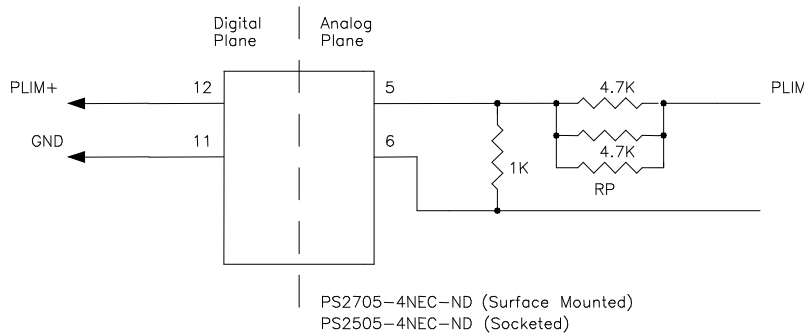 Digital Plane
Analog Plane
PLIM+
12
5
4.7K
PLIM
GND
11
6
4.7K
1K
RP
PS2705-4NEC-ND (Surface Mounted)
PS2505-4NEC-ND (Socketed)